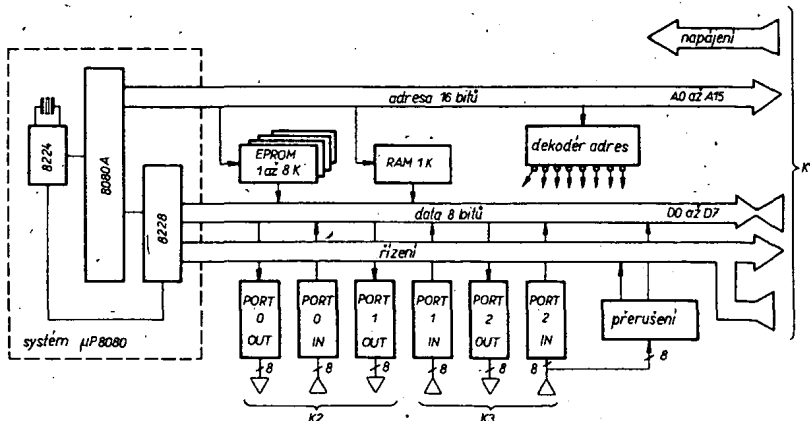 napájení
K
adresa 16 bitů
A0 až A15
8224
8080A
8228
EPROM
1 až 8 K
RAM 1 K
dekodér adres
data 8 bitů
D0 až D7
řízení
PORT 0 OUT
PORT 0 IN
PORT 1 OUT
PORT 1 IN
PORT 2 OUT
PORT 2 IN
přerušení
systém µP8080
8
8
8
8
8
8
8
K2
K3